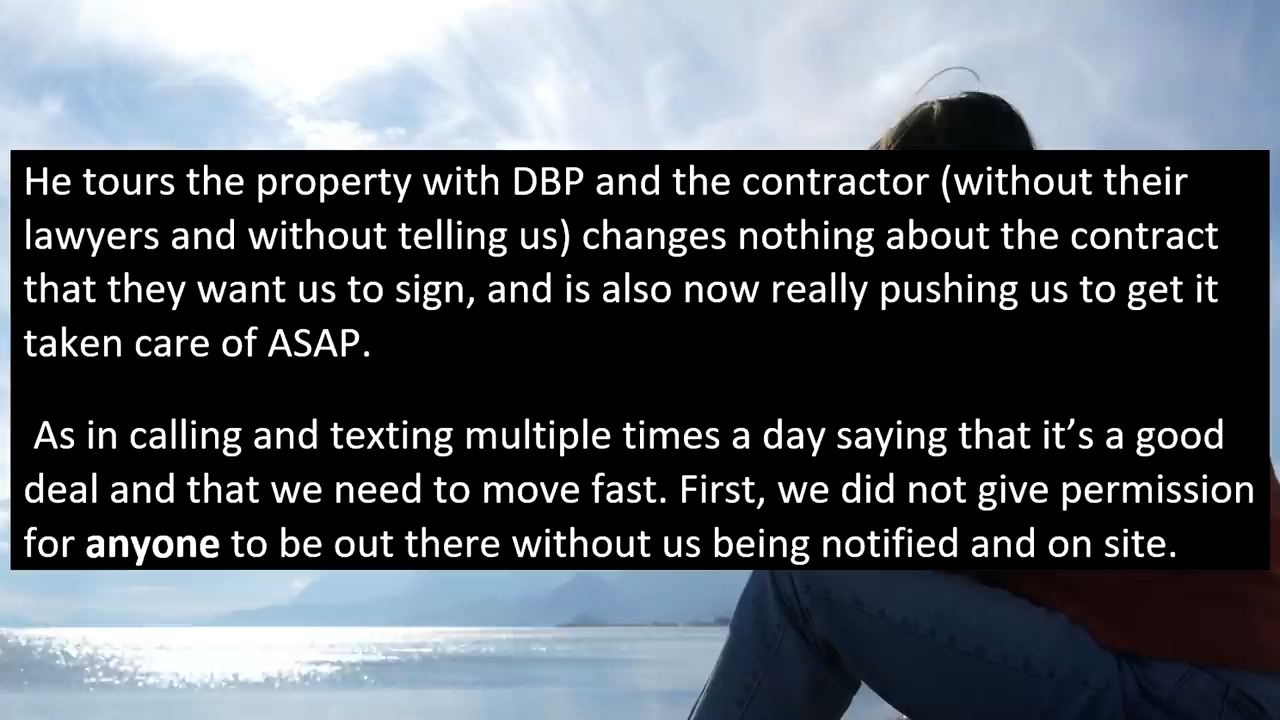 He tours the property with DBP and the contractor (without their
lawyers and without telling us) changes nothing about the contract
that they want us to sign, and is also now really pushing us to get it
taken care of ASAP.
As in calling and texting multiple times a day saying that it’s a good
deal and that we need to move fast. First, we did not give permission
for anyone to be out there without us being notified and on site.